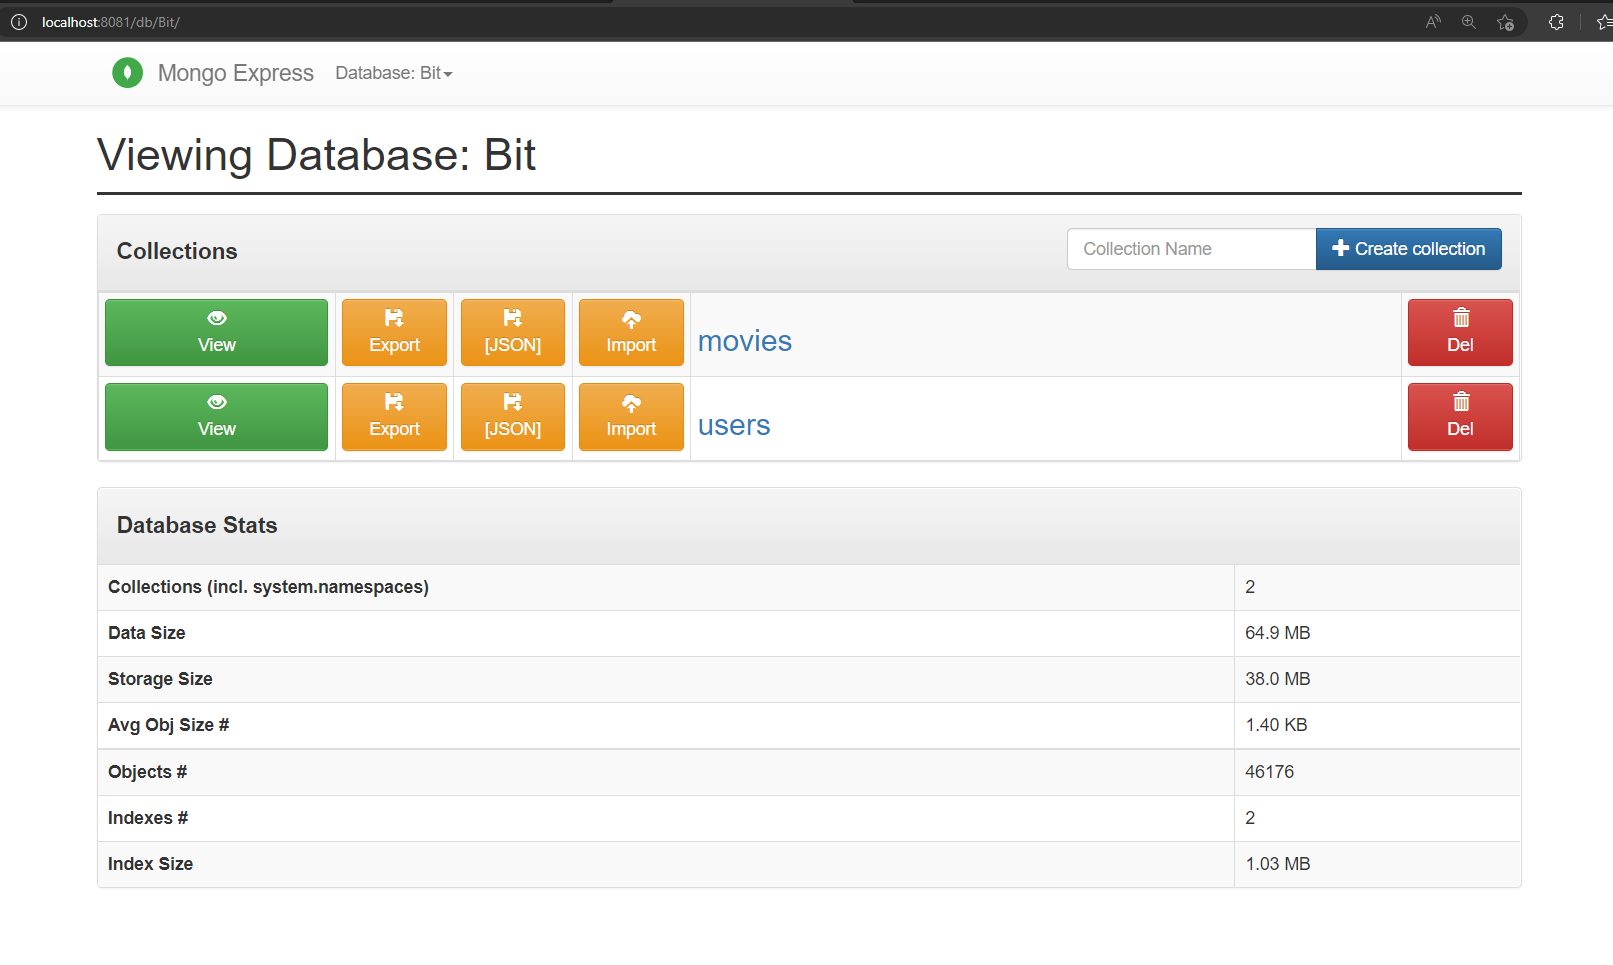 localhost:8081/db/Bit/
Mongo Express Database: Bit
Viewing Database: Bit
Collections Collection Name Create collection
View Export [JSON] Import movies Del
View Export [JSON] Import users Del
Database Stats
Collections (incl. system.namespaces) 2
Data Size 64.9 MB
Storage Size 38.0 MB
Avg Obj Size # 1.40 KB
Objects # 46176
Indexes # 2
Index Size 1.03 MB